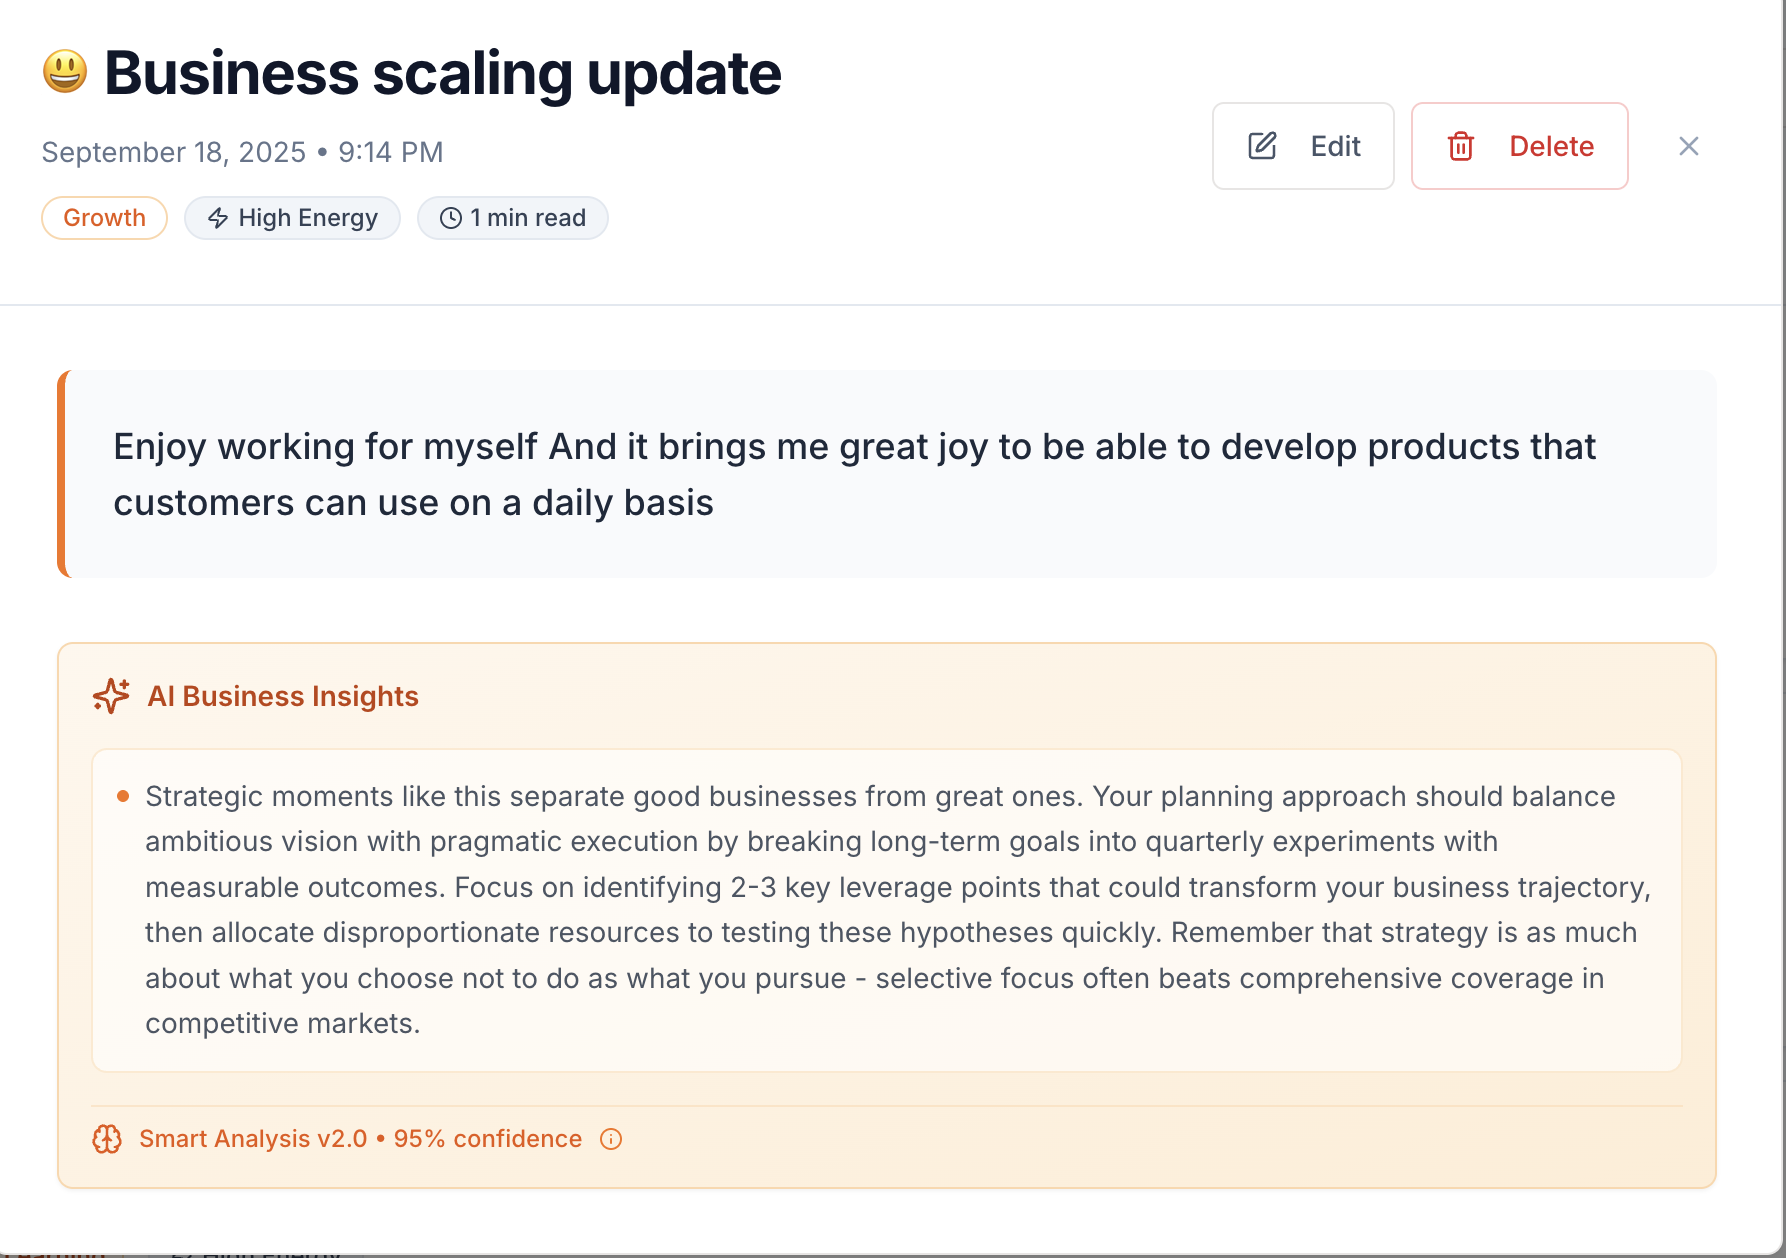 😃 Business scaling update
September 18, 2025 • 9:14 PM
Edit
Delete
Growth
High Energy
1 min read
Enjoy working for myself And it brings me great joy to be able to develop products that
customers can use on a daily basis
AI Business Insights
• Strategic moments like this separate good businesses from great ones. Your planning approach should balance
ambitious vision with pragmatic execution by breaking long-term goals into quarterly experiments with
measurable outcomes. Focus on identifying 2-3 key leverage points that could transform your business trajectory,
then allocate disproportionate resources to testing these hypotheses quickly. Remember that strategy is as much
about what you choose not to do as what you pursue - selective focus often beats comprehensive coverage in
competitive markets.
Smart Analysis v2.0 • 95% confidence
Learning
High Energy